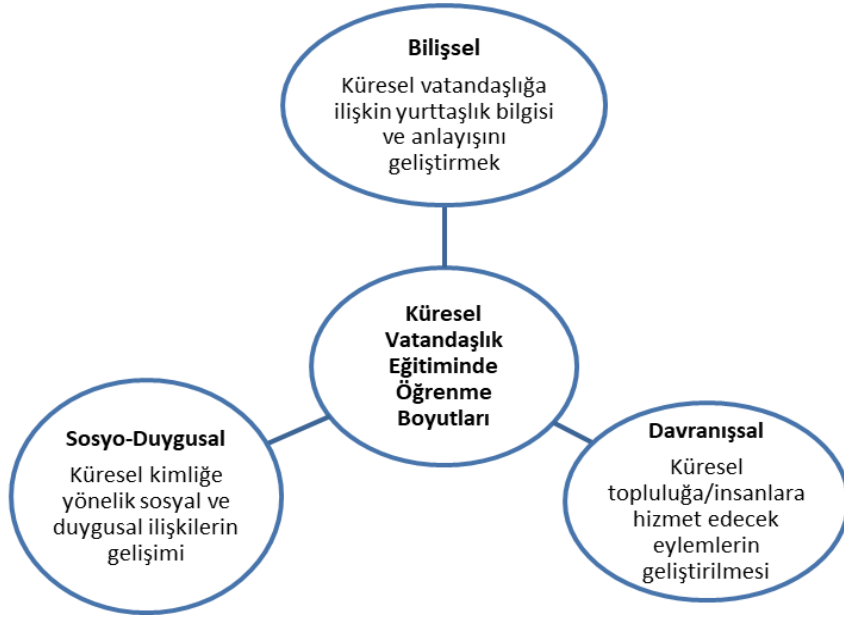 Bilişsel
Küresel vatandaşlığa
ilişkin yurttaşlık bilgisi
ve anlayışını
geliştirmek
Küresel
Vatandaşlık
Eğitiminde
Öğrenme
Boyutları
Sosyo-Duygusal
Küresel kimliğe
yönelik sosyal ve
duygusal ilişkilerin
gelişimi
Davranışsal
Küresel
topluluğa/insanlara
hizmet edecek
eylemlerin
geliştirilmesi